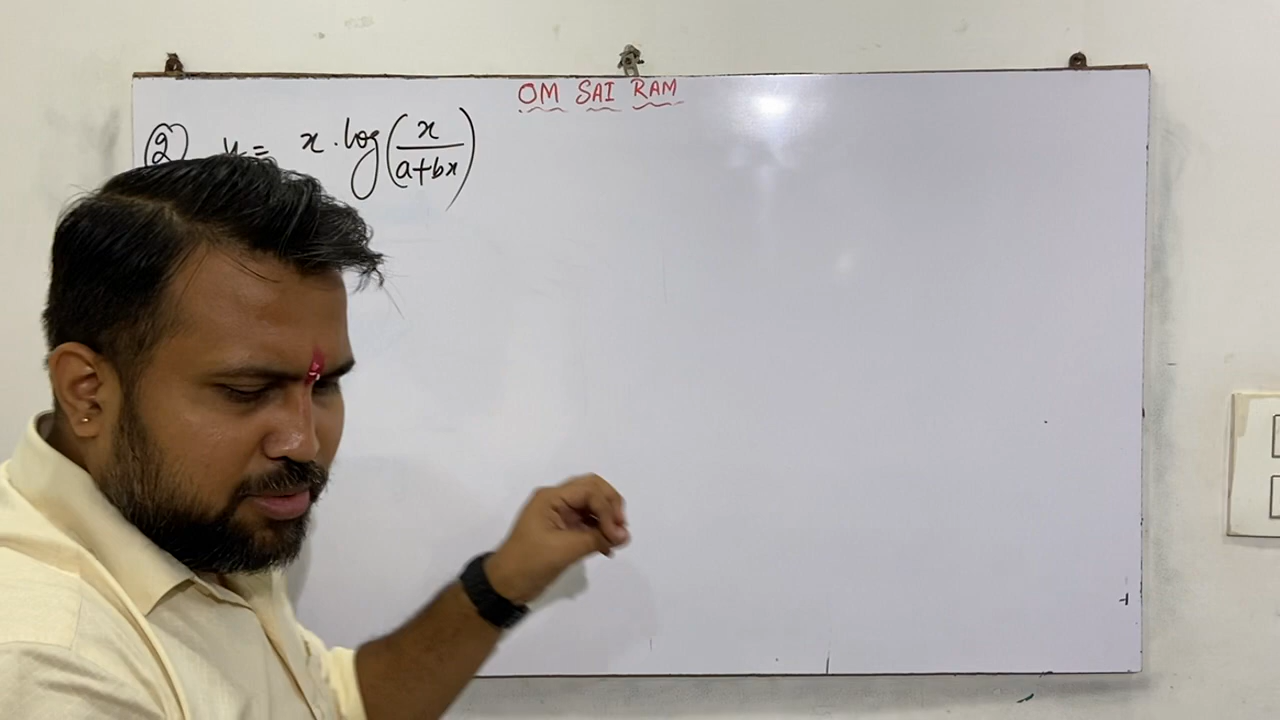 OM SAI RAM
② y = x · log(x/(a+bx))